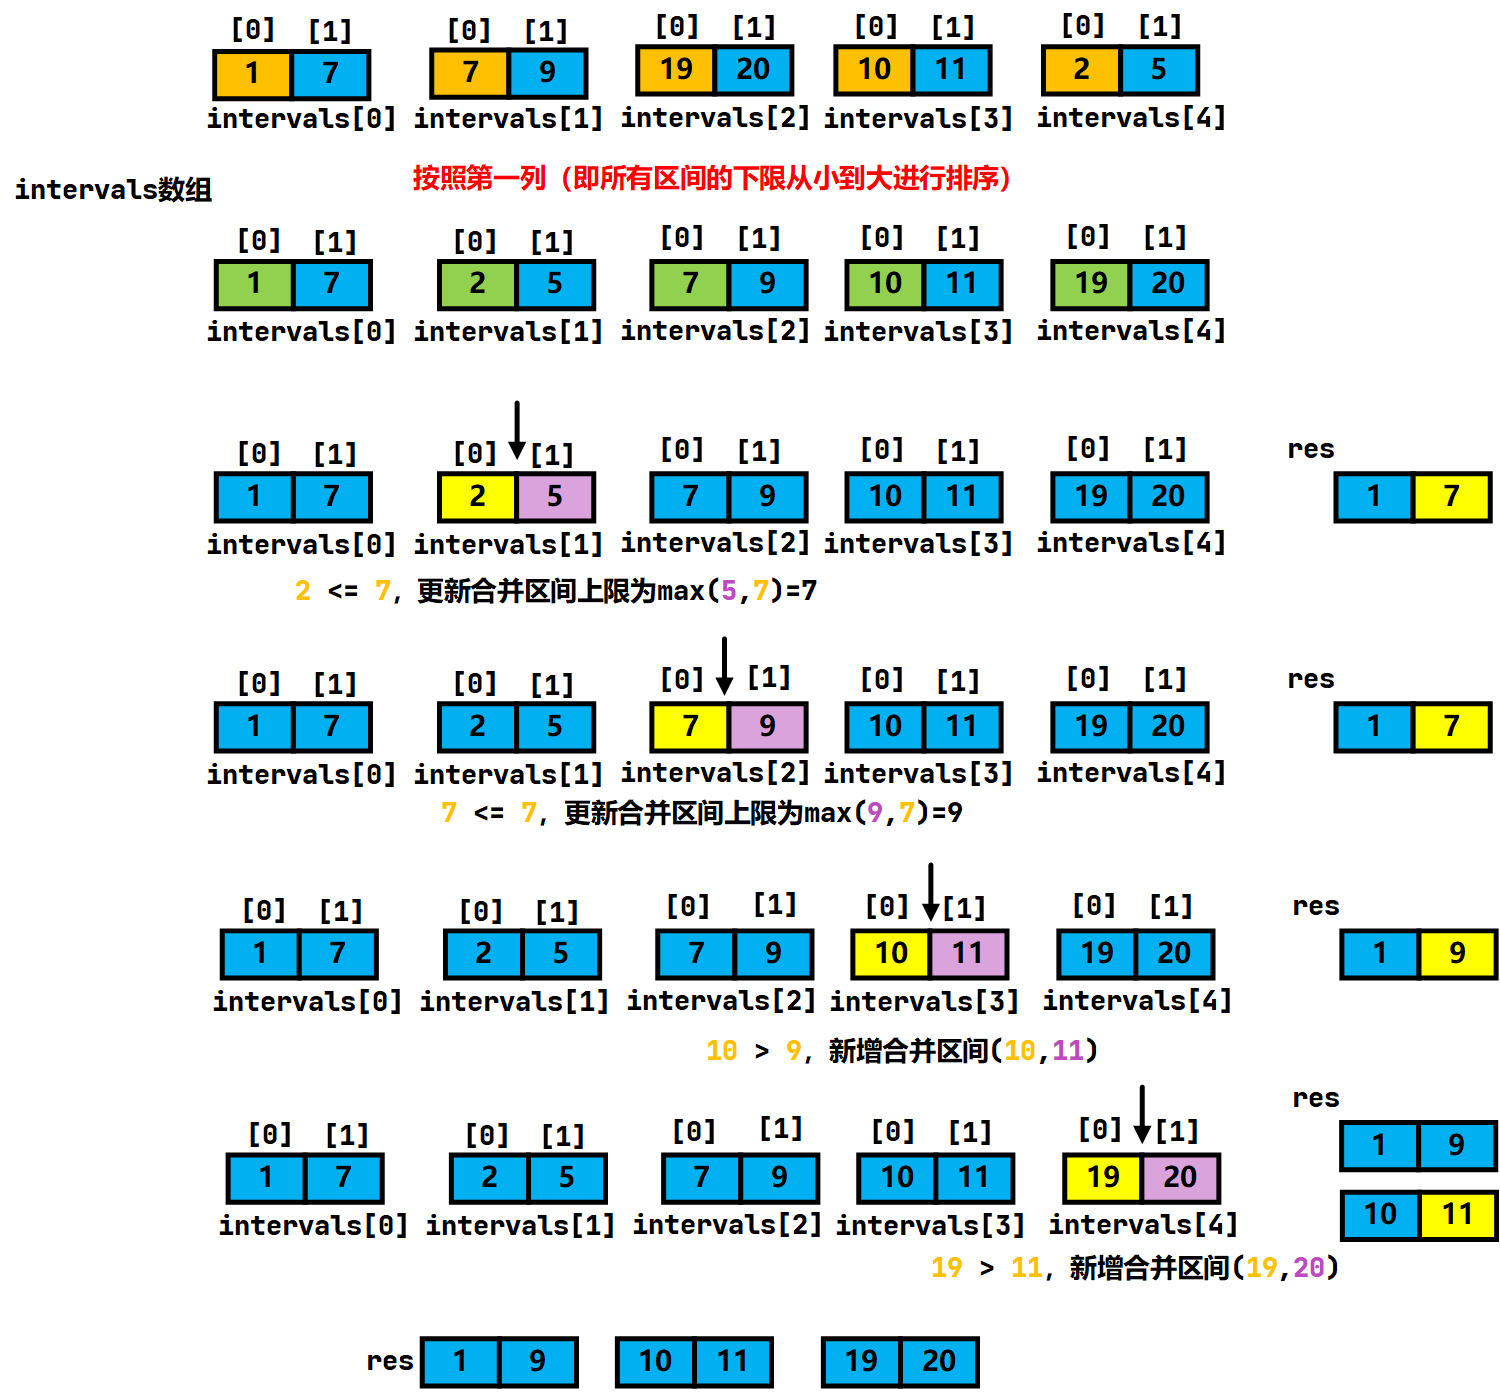 [0] [1] [0] [1] [0] [1] [0] [1] [0] [1]
1 7 7 9 19 20 10 11 2 5
intervals[0] intervals[1] intervals[2] intervals[3] intervals[4]
按照第一列（即所有区间的下限从小到大进行排序）
intervals数组
[0] [1] [0] [1] [0] [1] [0] [1] [0] [1]
1 7 2 5 7 9 10 11 19 20
intervals[0] intervals[1] intervals[2] intervals[3] intervals[4]
[0] [1] [0] [1] [0] [1] [0] [1] [0] [1] res
1 7 2 5 7 9 10 11 19 20 1 7
intervals[0] intervals[1] intervals[2] intervals[3] intervals[4]
2 <= 7，更新合并区间上限为max(5,7)=7
[0] [1] [0] [1] [0] [1] [0] [1] [0] [1] res
1 7 2 5 7 9 10 11 19 20 1 7
intervals[0] intervals[1] intervals[2] intervals[3] intervals[4]
7 <= 7，更新合并区间上限为max(9,7)=9
[0] [1] [0] [1] [0] [1] [0] [1] [0] [1] res
1 7 2 5 7 9 10 11 19 20 1 9
intervals[0] intervals[1] intervals[2] intervals[3] intervals[4]
10 > 9，新增合并区间(10,11)
res
[0] [1] [0] [1] [0] [1] [0] [1] [0] [1]
1 9
1 7 2 5 7 9 10 11 19 20
10 11
intervals[0] intervals[1] intervals[2] intervals[3] intervals[4]
19 > 11，新增合并区间(19,20)
res 1 9 10 11 19 20